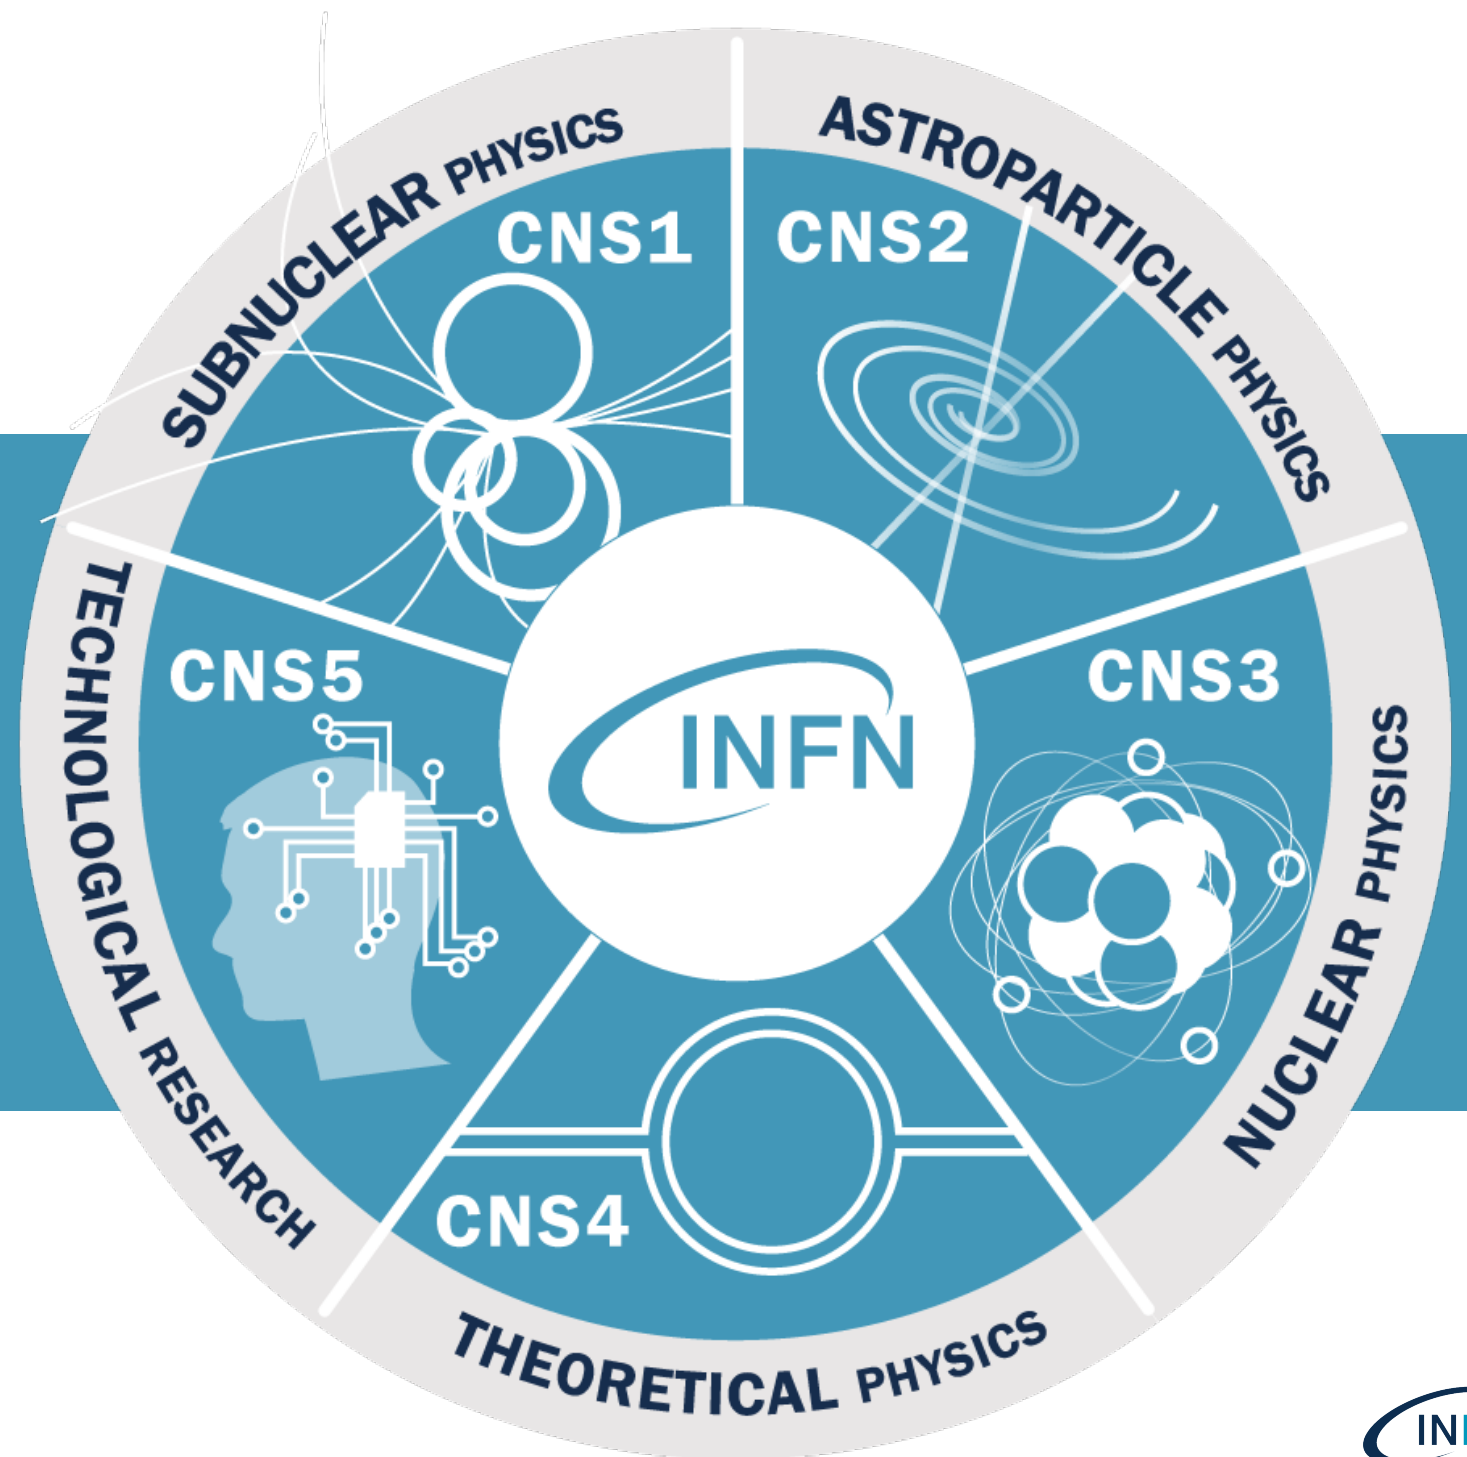 SUBNUCLEAR PHYSICS
CNS1
ASTROPARTICLE PHYSICS
CNS2
NUCLEAR PHYSICS
CNS3
THEORETICAL PHYSICS
CNS4
TECHNOLOGICAL RESEARCH
CNS5
INFN